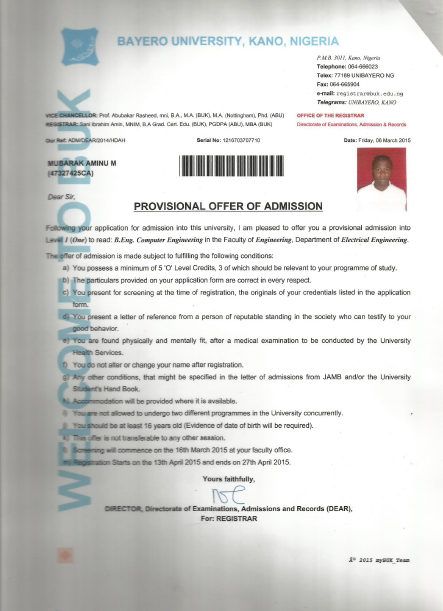 BAYERO UNIVERSITY, KANO, NIGERIA
P.M.B. 3011, Kano, Nigeria
Telephone: 064-666023
Telex: 77189 UNIBAYERO NG
Fax: 064-665904
e-mail: registrar@buk.edu.ng
Telegrams: UNIBAYERO, KANO
VICE CHANCELLOR: Prof. Abubakar Rasheed, mni, B.A., M.A. (BUK), M.A. (Nottingham), Phd. (ABU)
REGISTRAR: Sani Ibrahim Amin, MNIM, B.A Grad. Cert. Edu. (BUK), PGDPA (ABU), MBA (BUK)
OFFICE OF THE REGISTRAR
Directorate of Examinations, Admission & Records
Our Ref: ADM/DEAR/2014/HDAH
Serial No: 1216703707710
Date: Friday, 06 March 2015
MUBARAK AMINU M
(47327425CA)
Dear Sir,
PROVISIONAL OFFER OF ADMISSION
Following your application for admission into this university, I am pleased to offer you a provisional admission into
Level 1 (One) to read: B.Eng. Computer Engineering in the Faculty of Engineering, Department of Electrical Engineering.
The offer of admission is made subject to fulfilling the following conditions:
a) You possess a minimum of 5 'O' Level Credits, 3 of which should be relevant to your programme of study.
b) The particulars provided on your application form are correct in every respect.
c) You present for screening at the time of registration, the originals of your credentials listed in the application
form.
d) You present a letter of reference from a person of reputable standing in the society who can testify to your
good behavior.
e) You are found physically and mentally fit, after a medical examination to be conducted by the University
Health Services.
f) You do not alter or change your name after registration.
g) Any other conditions, that might be specified in the letter of admissions from JAMB and/or the University
Student's Hand Book.
h) Accommodation will be provided where it is available.
i) You are not allowed to undergo two different programmes in the University concurrently.
j) You should be at least 16 years old (Evidence of date of birth will be required).
k) This offer is not transferable to any other session.
l) Screening will commence on the 16th March 2015 at your faculty office.
m) Registration Starts on the 13th April 2015 and ends on 27th April 2015.
Yours faithfully,
DIRECTOR, Directorate of Examinations, Admissions and Records (DEAR),
For: REGISTRAR
WELCOME TO BUK
Â© 2015 myBUK_Team